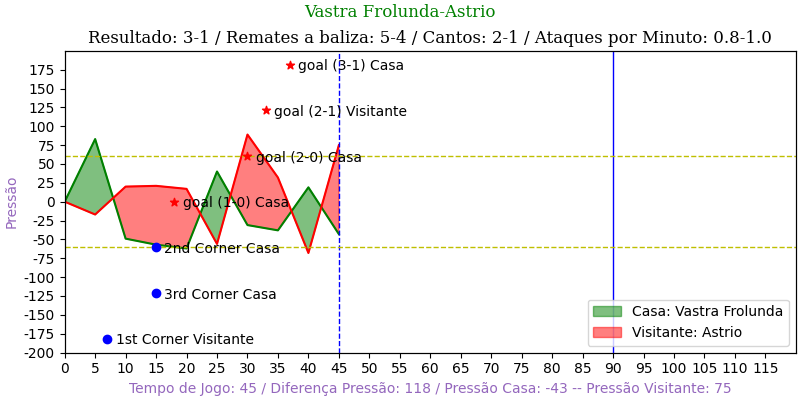 Vastra Frolunda-Astrio
Resultado: 3-1 / Remates a baliza: 5-4 / Cantos: 2-1 / Ataques por Minuto: 0.8-1.0
Pressão
175
150
125
100
75
50
25
0
-25
-50
-75
-100
-125
-150
-175
-200
goal (3-1) Casa
goal (2-1) Visitante
goal (2-0) Casa
goal (1-0) Casa
2nd Corner Casa
3rd Corner Casa
1st Corner Visitante
Casa: Vastra Frolunda
Visitante: Astrio
0 5 10 15 20 25 30 35 40 45 50 55 60 65 70 75 80 85 90 95 100 105 110 115
Tempo de Jogo: 45 / Diferença Pressão: 118 / Pressão Casa: -43 -- Pressão Visitante: 75